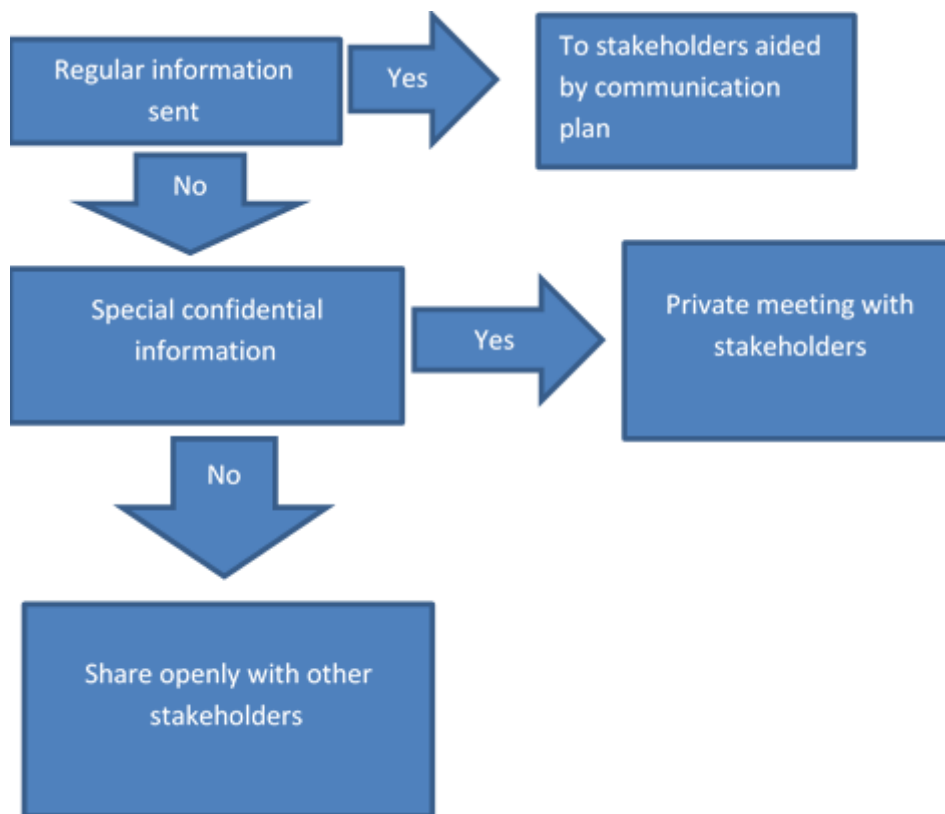 Regular information
sent
Yes
To stakeholders aided
by communication
plan
No
Special confidential
information
Yes
Private meeting with
stakeholders
No
Share openly with other
stakeholders